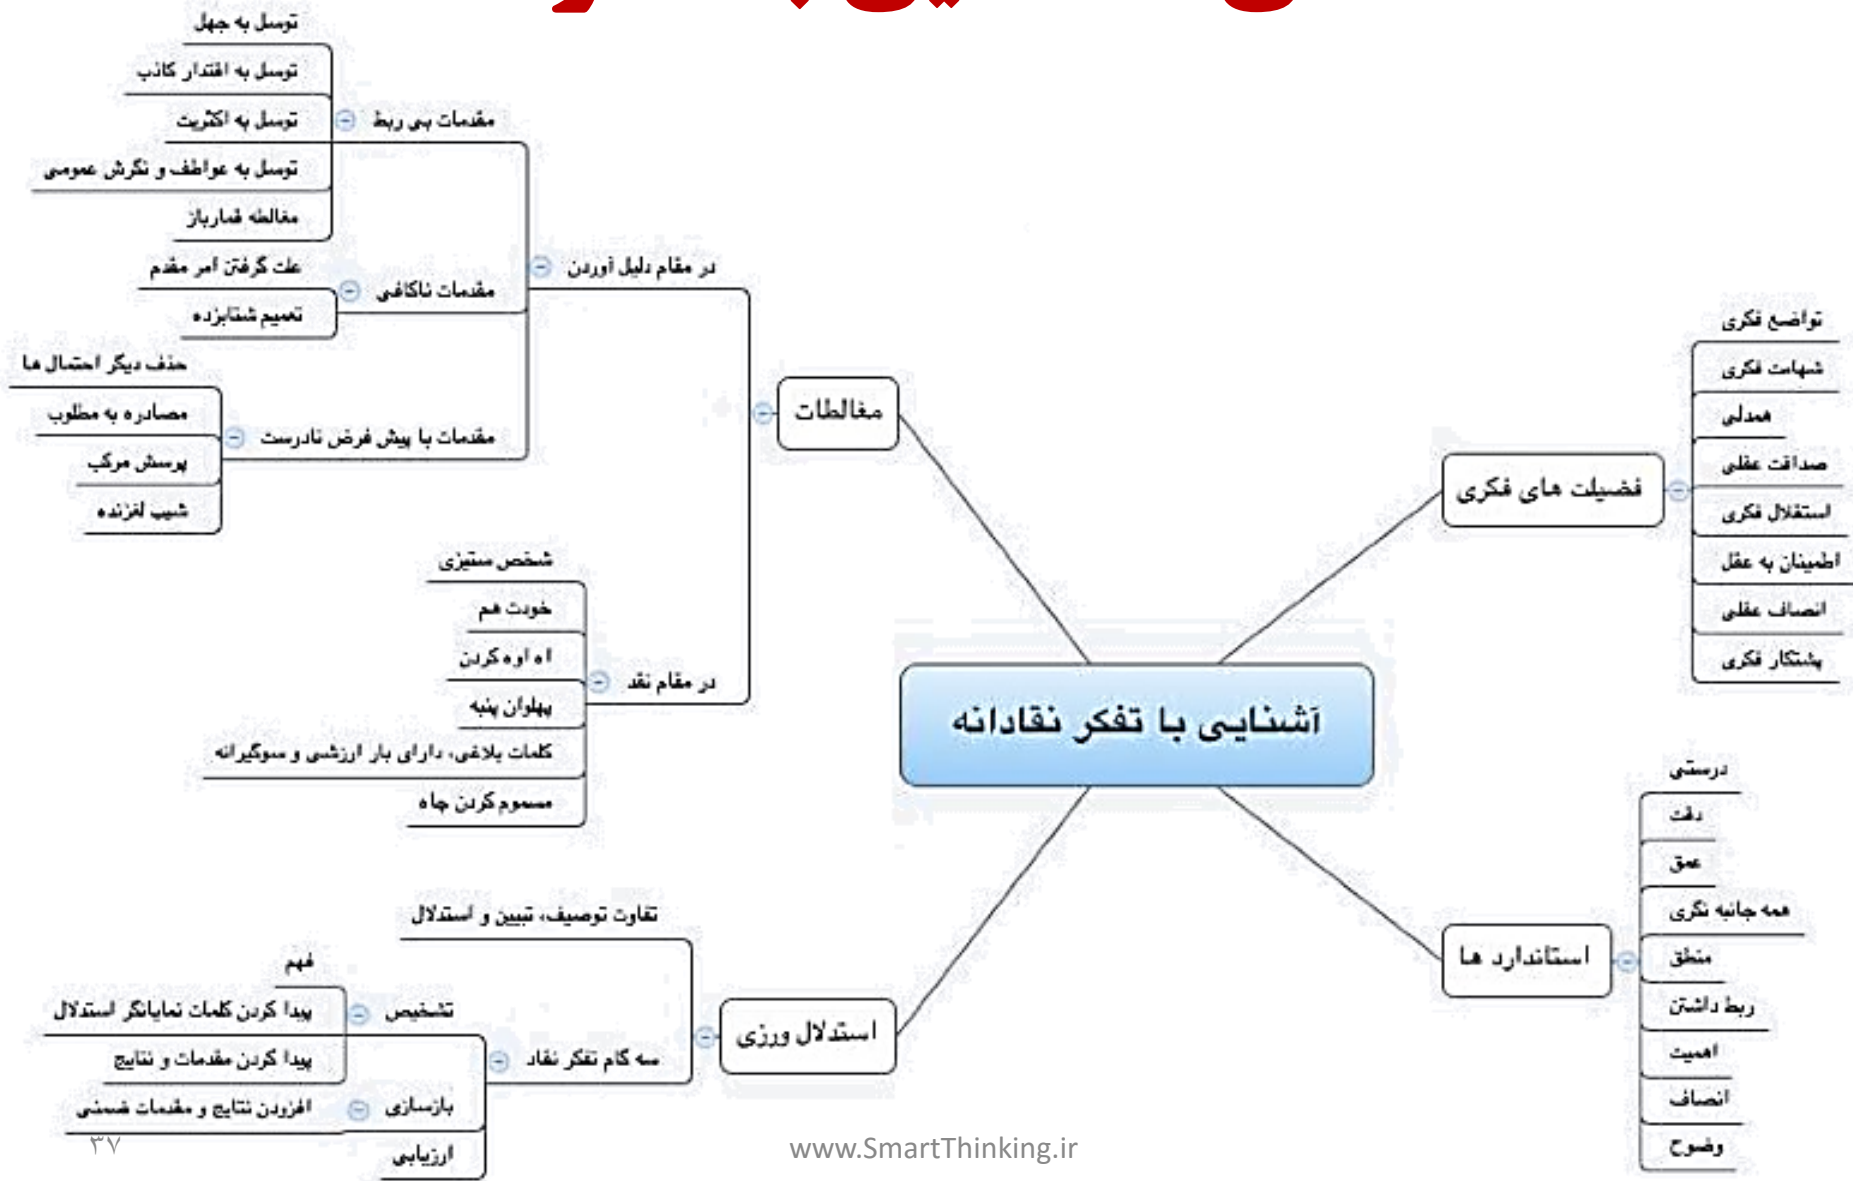 آشنایی با تفکر نقادانه
فضیلت های فکری
تواضع فکری
شهامت فکری
همدلی
صداقت عقلی
استقلال فکری
اطمینان به عقل
انصاف عقلی
پشتکار فکری
استاندارد ها
درستی
دقت
عمق
همه جانبه نگری
منطق
ربط داشتن
اهمیت
انصاف
وضوح
مغالطات
در مقام دلیل آوردن
مقدمات بی ربط
توسل به جهل
توسل به اقتدار کاذب
توسل به اکثریت
توسل به عواطف و نگرش عمومی
مغالطه قمارباز
مقدمات ناکافی
علت گرفتن امر مقدم
تعمیم شتابزده
مقدمات با پیش فرض نادرست
حذف دیگر احتمال ها
مصادره به مطلوب
پرسش مرکب
شیب لغزنده
در مقام نقد
شخص ستیزی
خودت هم
اه اوه کردن
پهلوان پنبه
کلمات بلاغی، دارای بار ارزشی و سوگیرانه
مسموم کردن چاه
استدلال ورزی
تفاوت توصیف، تبیین و استدلال
سه گام تفکر نقاد
تشخیص
فهم
پیدا کردن کلمات نمایانگر استدلال
پیدا کردن مقدمات و نتایج
بازسازی
افزودن نتایج و مقدمات ضمنی
ارزیابی
www.SmartThinking.ir
۳۷